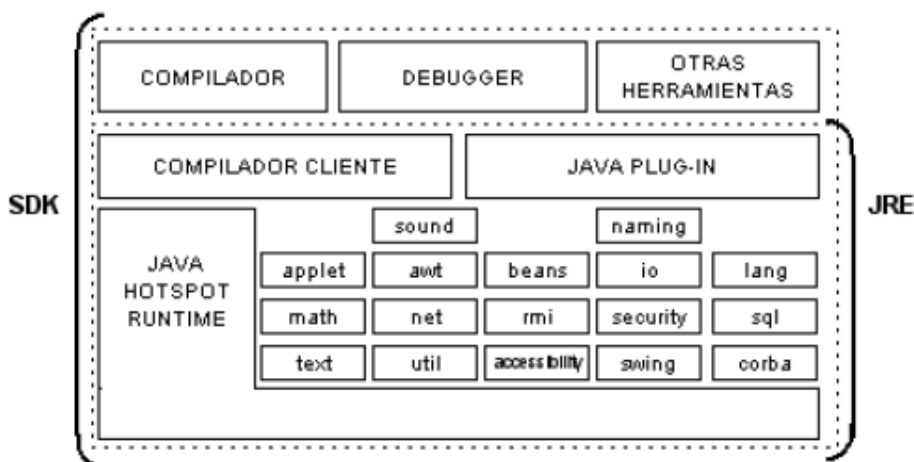 COMPILADOR
DEBUGGER
OTRAS
HERRAMIENTAS
COMPILADOR CLIENTE
JAVA PLUG-IN
SDK
JRE
JAVA
HOTSPOT
RUNTIME
sound
naming
applet
awt
beans
io
lang
math
net
rmi
security
sql
text
util
accessibility
swing
corba